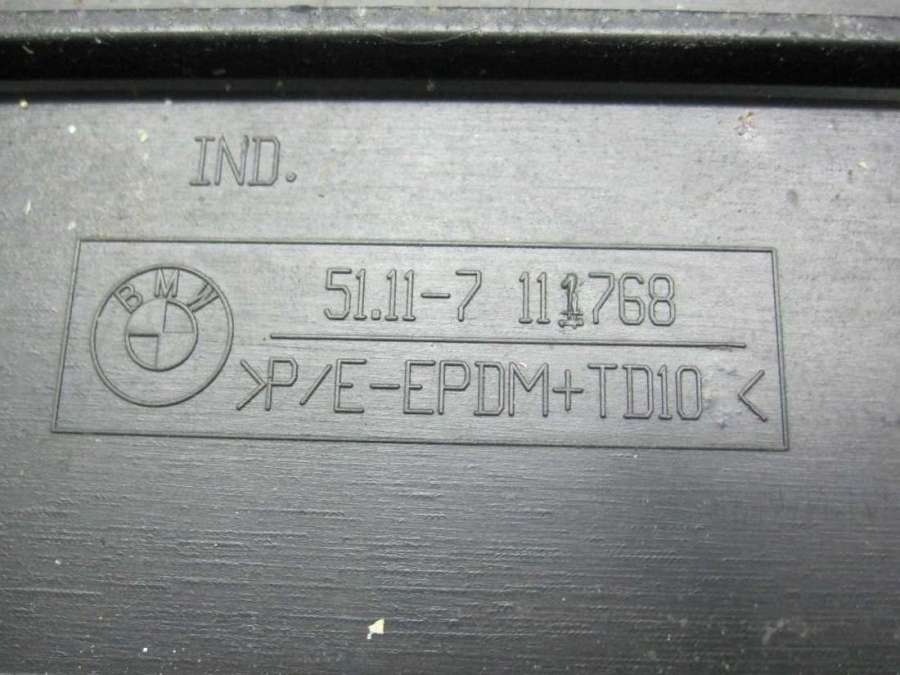 IND.
BMW
51.11-7 111768
>P/E-EPDM+TD10<